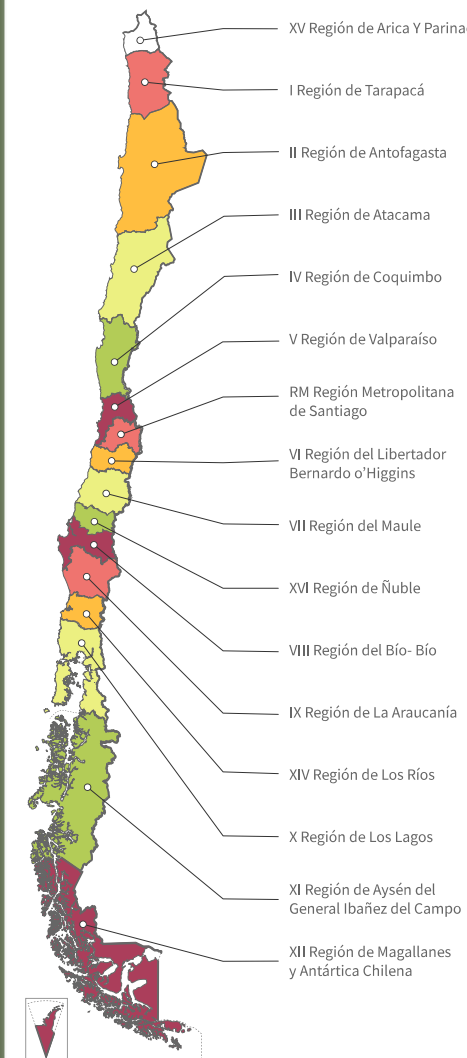 XV Región de Arica Y Parina
I Región de Tarapacá
II Región de Antofagasta
III Región de Atacama
IV Región de Coquimbo
V Región de Valparaíso
RM Región Metropolitana
de Santiago
VI Región del Libertador
Bernardo o’Higgins
VII Región del Maule
XVI Región de Ñuble
VIII Región del Bío- Bío
IX Región de La Araucanía
XIV Región de Los Ríos
X Región de Los Lagos
XI Región de Aysén del
General Ibañez del Campo
XII Región de Magallanes
y Antártica Chilena